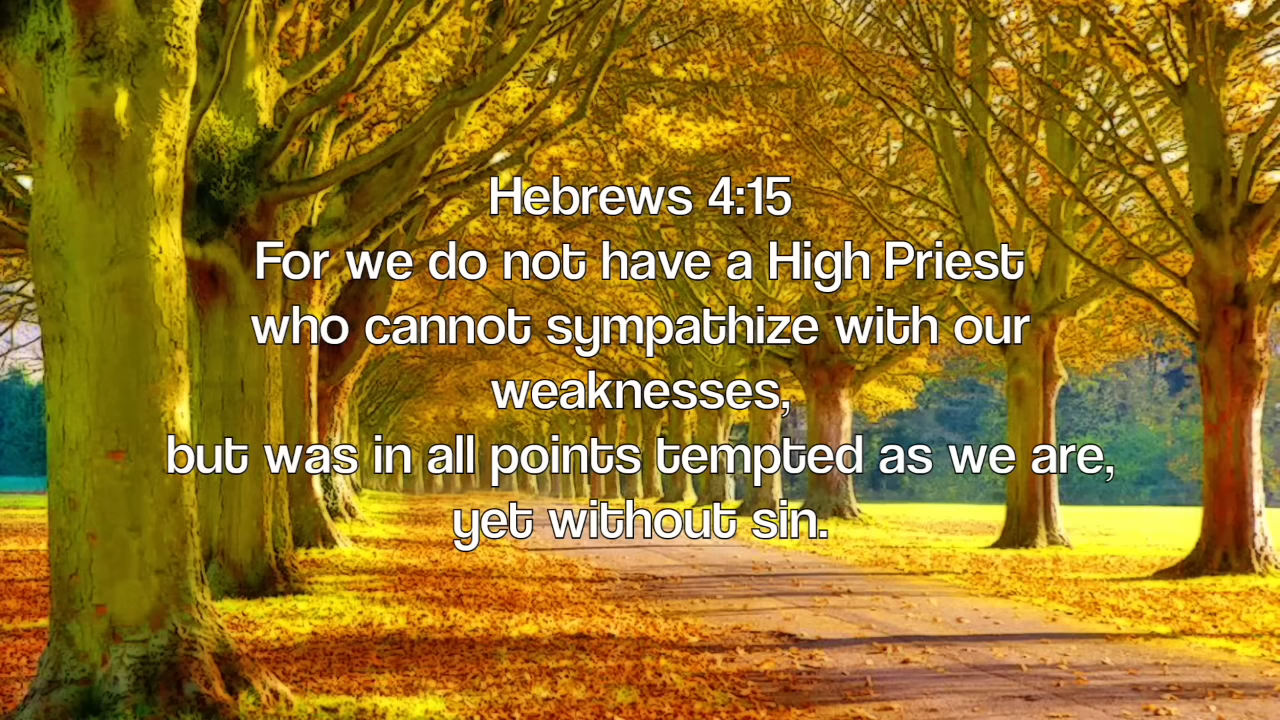 Hebrews 4:15
For we do not have a High Priest
who cannot sympathize with our
weaknesses,
but was in all points tempted as we are,
yet without sin.